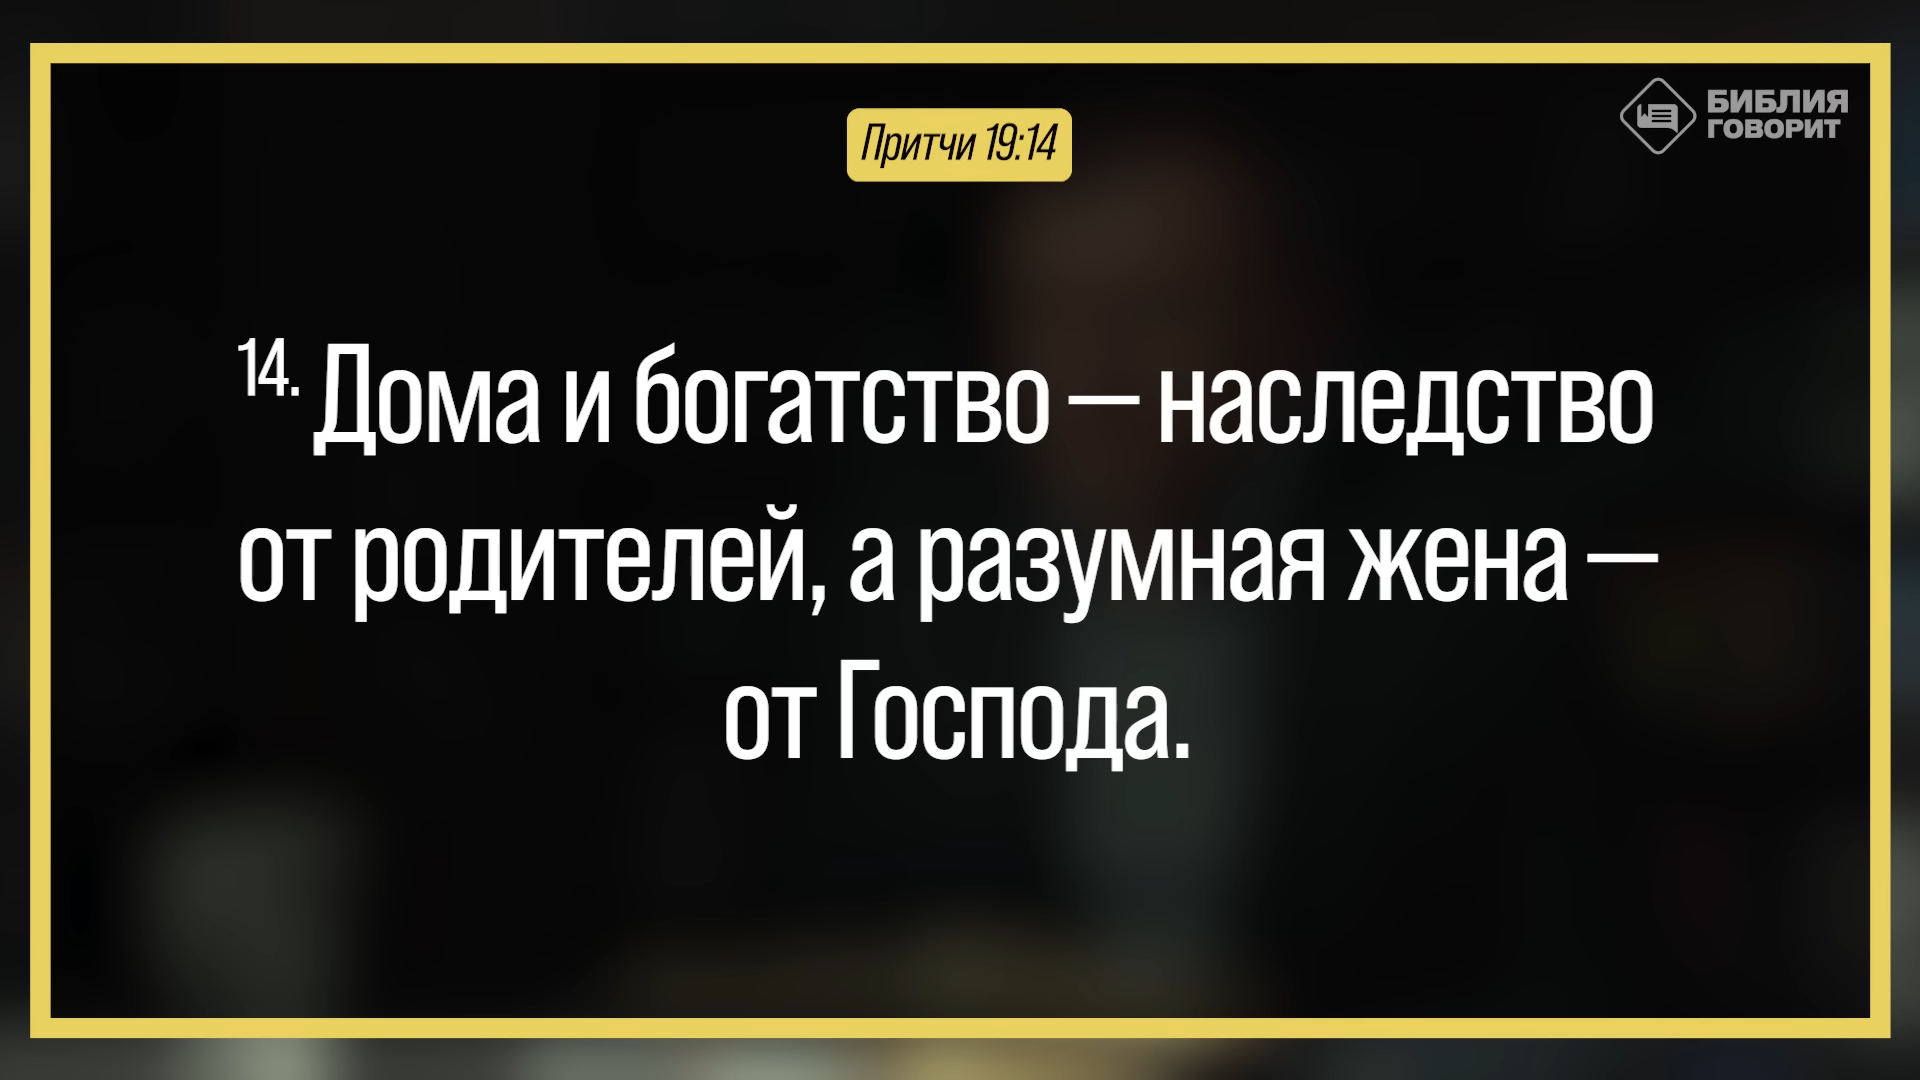 БИБЛИЯ
ГОВОРИТ
Притчи 19:14
14. Дома и богатство – наследство
от родителей, а разумная жена –
от Господа.